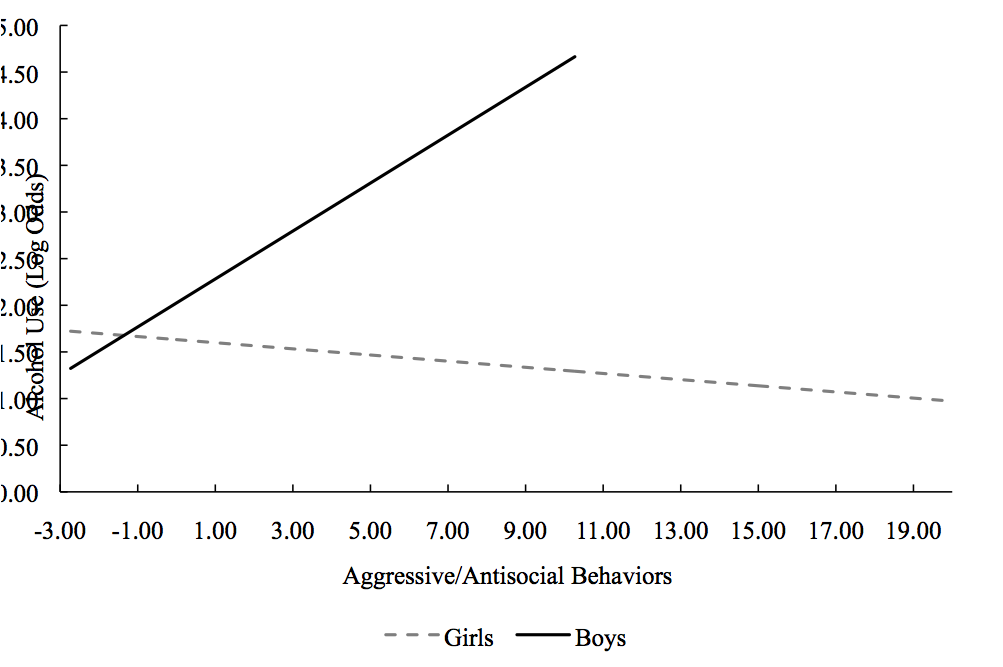 5.00
4.50
4.00
3.50
3.00
2.50
2.00
1.50
1.00
0.50
0.00
Alcohol Use (Log Odds)
-3.00 -1.00 1.00 3.00 5.00 7.00 9.00 11.00 13.00 15.00 17.00 19.00
Aggressive/Antisocial Behaviors
Girls Boys